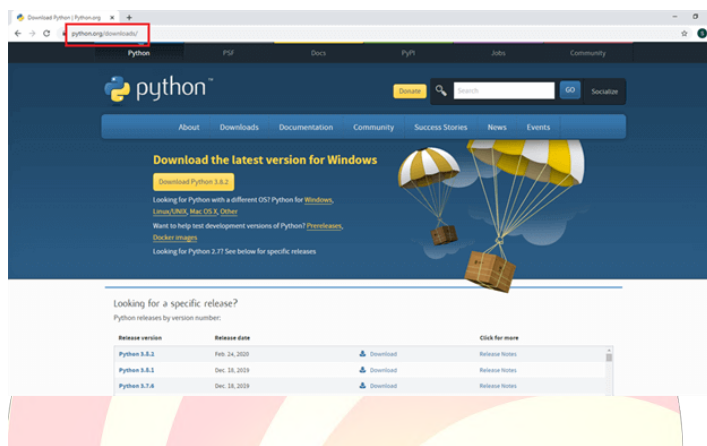 Download Python | Python.org
python.org/downloads/
Python PSF Docs PyPI Jobs Community
python™
Donate Search GO Socialize
About Downloads Documentation Community Success Stories News Events
Download the latest version for Windows
Download Python 3.8.2
Looking for Python with a different OS? Python for Windows,
Linux/UNIX, Mac OS X, Other
Want to help test development versions of Python? Prereleases,
Docker images
Looking for Python 2.7? See below for specific releases
Looking for a specific release?
Python releases by version number:
Release version Release date Click for more
Python 3.8.2 Feb. 24, 2020 Download Release Notes
Python 3.8.1 Dec. 18, 2019 Download Release Notes
Python 3.7.6 Dec. 18, 2019 Download Release Notes